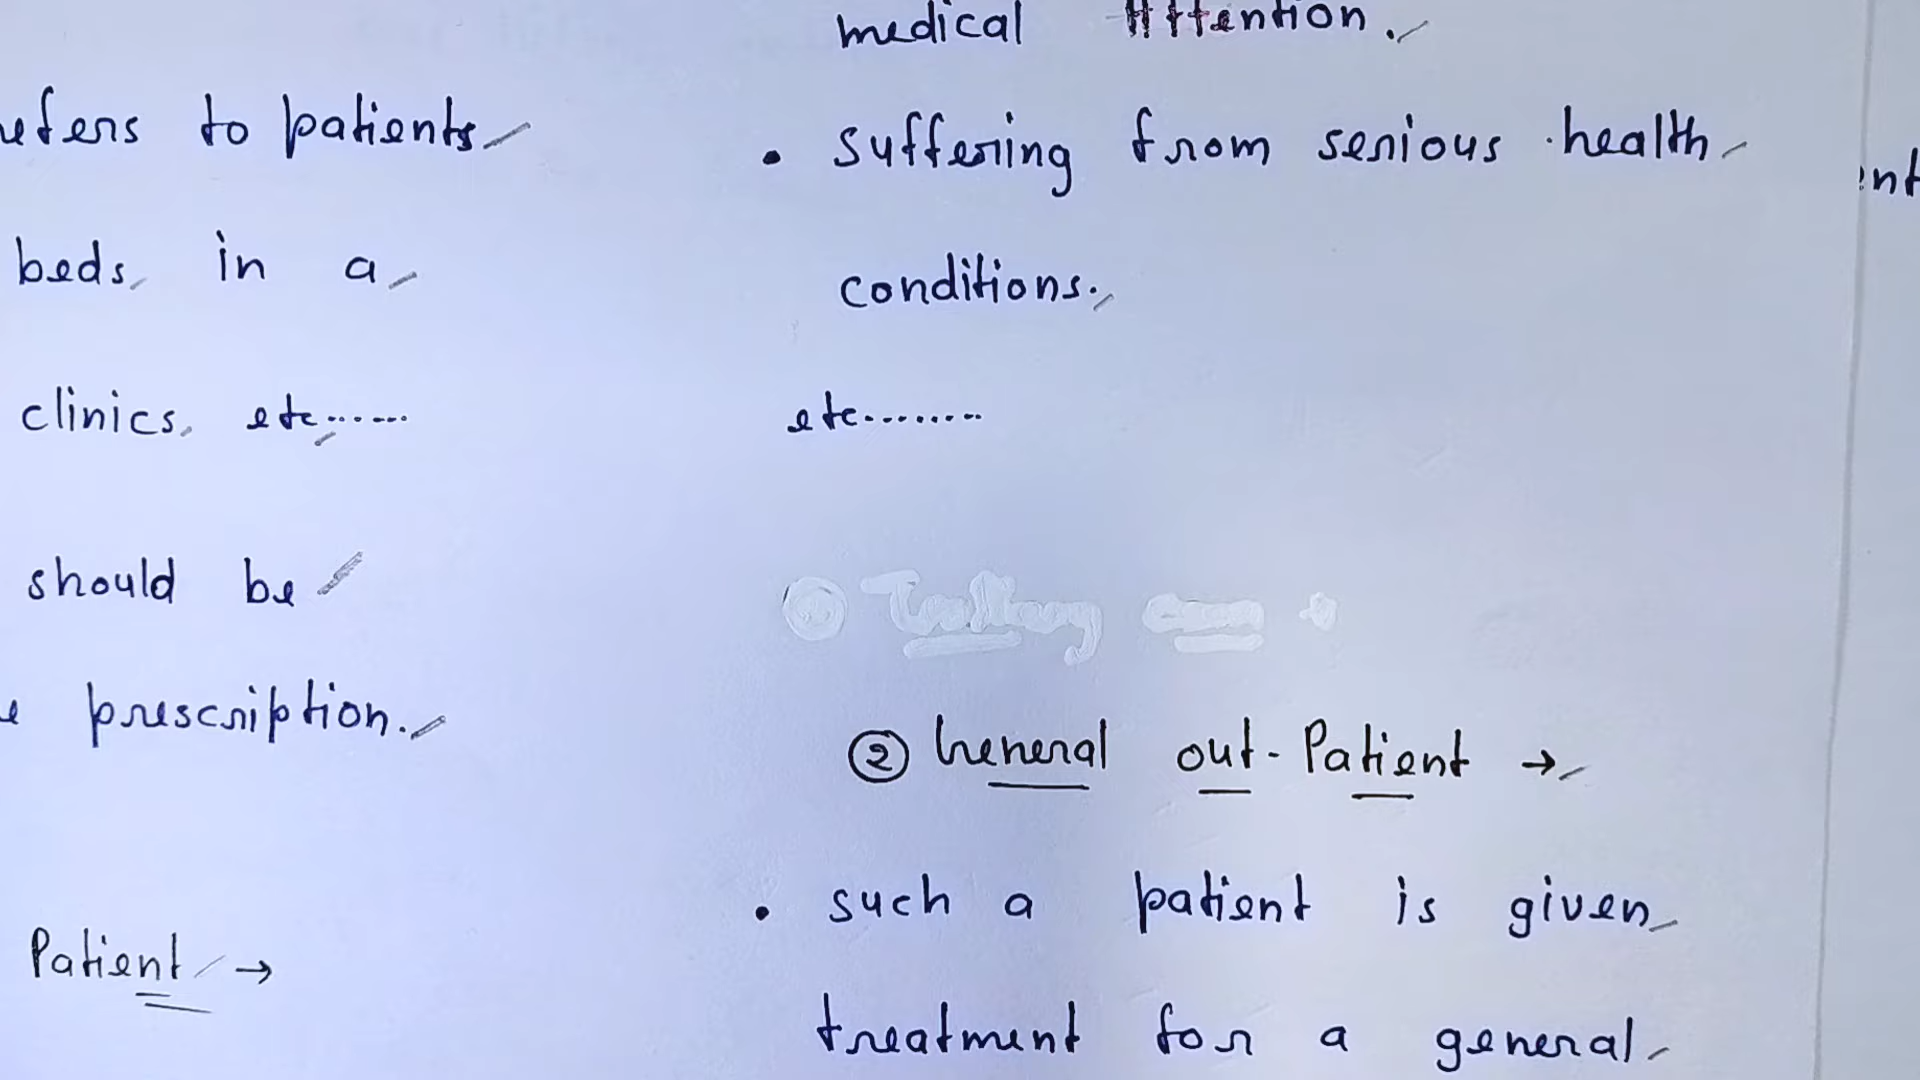 refers to patients
beds, in a
clinics, etc......
should be
prescription.
Patient →
medical Attention.
• suffering from serious health
conditions.
etc........
② General out-Patient →
• such a patient is given
treatment for a general